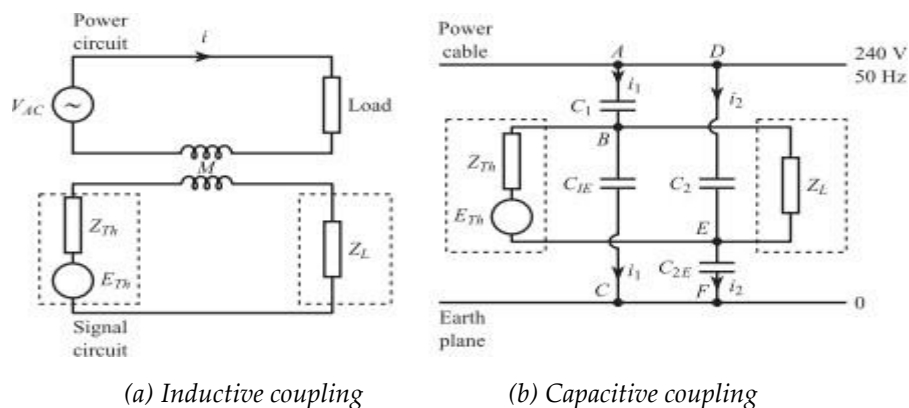 Power
circuit
i
V_AC
~
Load
M
Z_Th
E_Th
Z_L
Signal
circuit
(a) Inductive coupling
Power
cable
A
D
240 V
50 Hz
i_1
i_2
C_1
B
Z_Th
C_IE
C_2
Z_L
E_Th
E
C_2E
i_1
i_2
C
F
0
Earth
plane
(b) Capacitive coupling